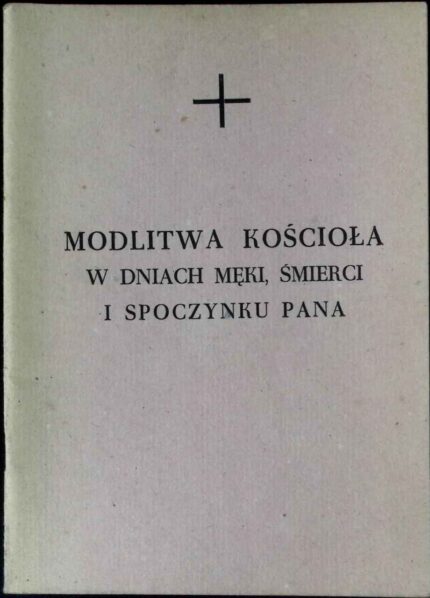 MODLITWA KOŚCIOŁA
W DNIACH MĘKI, ŚMIERCI
I SPOCZYNKU PANA